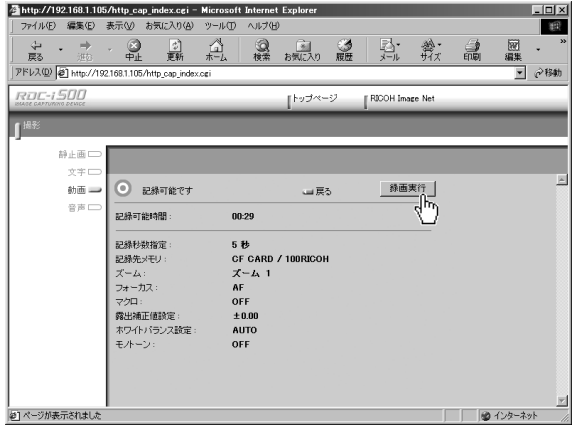 http://192.168.1.105/http_cap_index.cgi - Microsoft Internet Explorer
ファイル(F) 編集(E) 表示(V) お気に入り(A) ツール(T) ヘルプ(H)
戻る 進む 中止 更新 ホーム 検索 お気に入り 履歴 メール サイズ 印刷 編集 »
アドレス(D) http://192.168.1.105/http_cap_index.cgi 移動
RDC-i500
IMAGE CAPTURING DEVICE
トップページ RICOH Image Net
撮影
静止画
文字
動画
音声
記録可能です 戻る 録画実行
記録可能時間: 00:29
記録秒数指定: 5 秒
記録先メモリ: CF CARD / 100RICOH
ズーム: ズーム 1
フォーカス: AF
マクロ: OFF
露出補正値設定: ±0.00
ホワイトバランス設定: AUTO
モノトーン: OFF
ページが表示されました インターネット